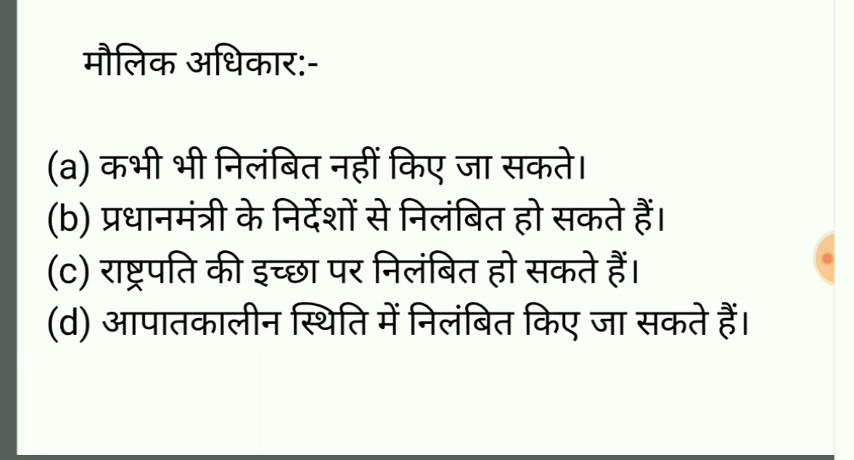 मौलिक अधिकार:-
(a) कभी भी निलंबित नहीं किए जा सकते।
(b) प्रधानमंत्री के निर्देशों से निलंबित हो सकते हैं।
(c) राष्ट्रपति की इच्छा पर निलंबित हो सकते हैं।
(d) आपातकालीन स्थिति में निलंबित किए जा सकते हैं।